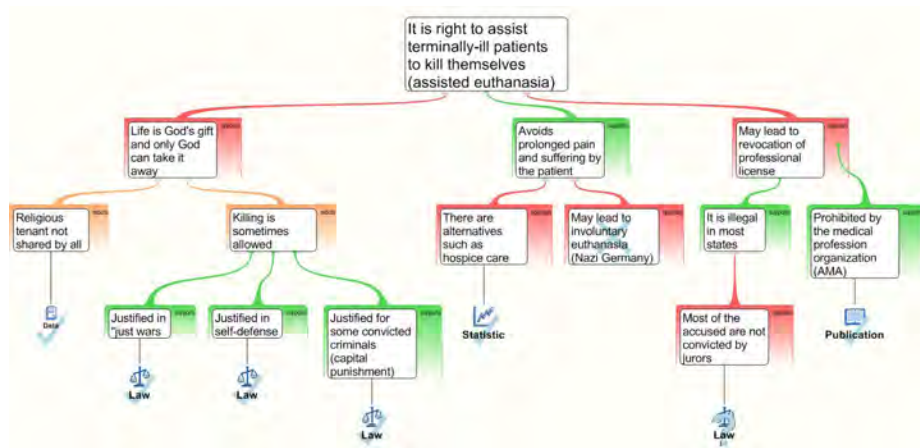 It is right to assist
terminally-ill patients
to kill themselves
(assisted euthanasia)
Life is God's gift
and only God
can take it
away
Avoids
prolonged pain
and suffering by
the patient
May lead to
revocation of
professional
license
Religious
tenant not
shared by all
Killing is
sometimes
allowed
There are
alternatives
such as
hospice care
May lead to
involuntary
euthanasia
(Nazi Germany)
It is illegal
in most
states
Prohibited by
the medical
profession
organization
(AMA)
Data
Justified in
"just wars
Justified in
self-defense
Justified for
some convicted
criminals
(capital
punishment)
Statistic
Most of the
accused are not
convicted by
jurors
Publication
Law
Law
Law
Law